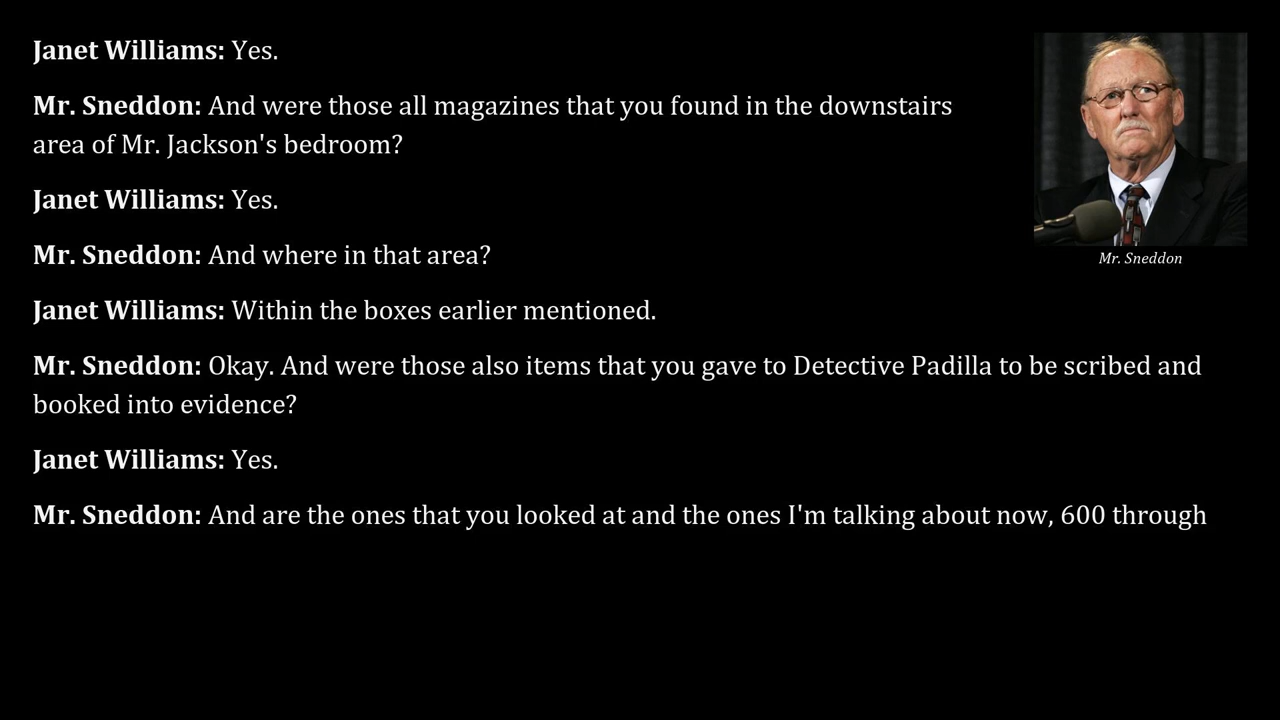 Janet Williams: Yes.
Mr. Sneddon: And were those all magazines that you found in the downstairs
area of Mr. Jackson's bedroom?
Janet Williams: Yes.
Mr. Sneddon: And where in that area?
Mr. Sneddon
Janet Williams: Within the boxes earlier mentioned.
Mr. Sneddon: Okay. And were those also items that you gave to Detective Padilla to be scribed and
booked into evidence?
Janet Williams: Yes.
Mr. Sneddon: And are the ones that you looked at and the ones I'm talking about now, 600 through